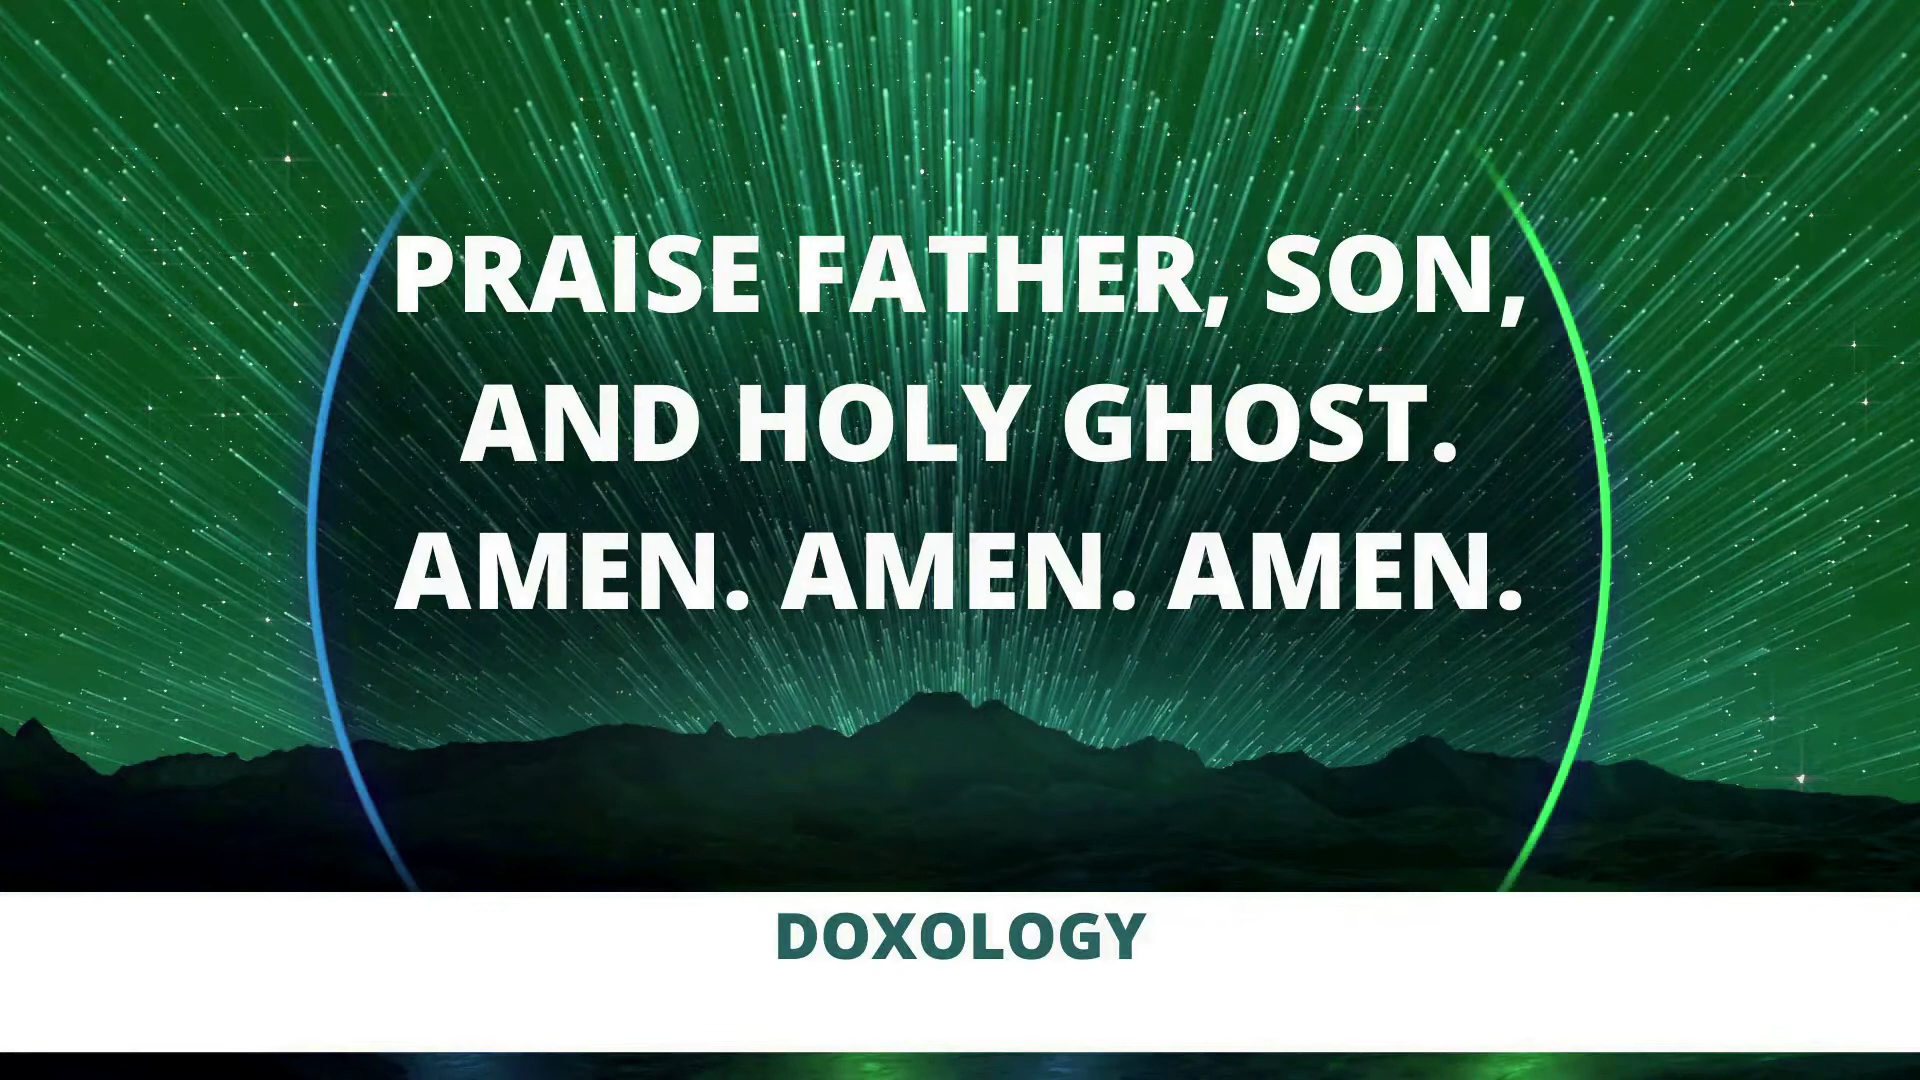 PRAISE FATHER, SON,
AND HOLY GHOST.
AMEN. AMEN. AMEN.
DOXOLOGY